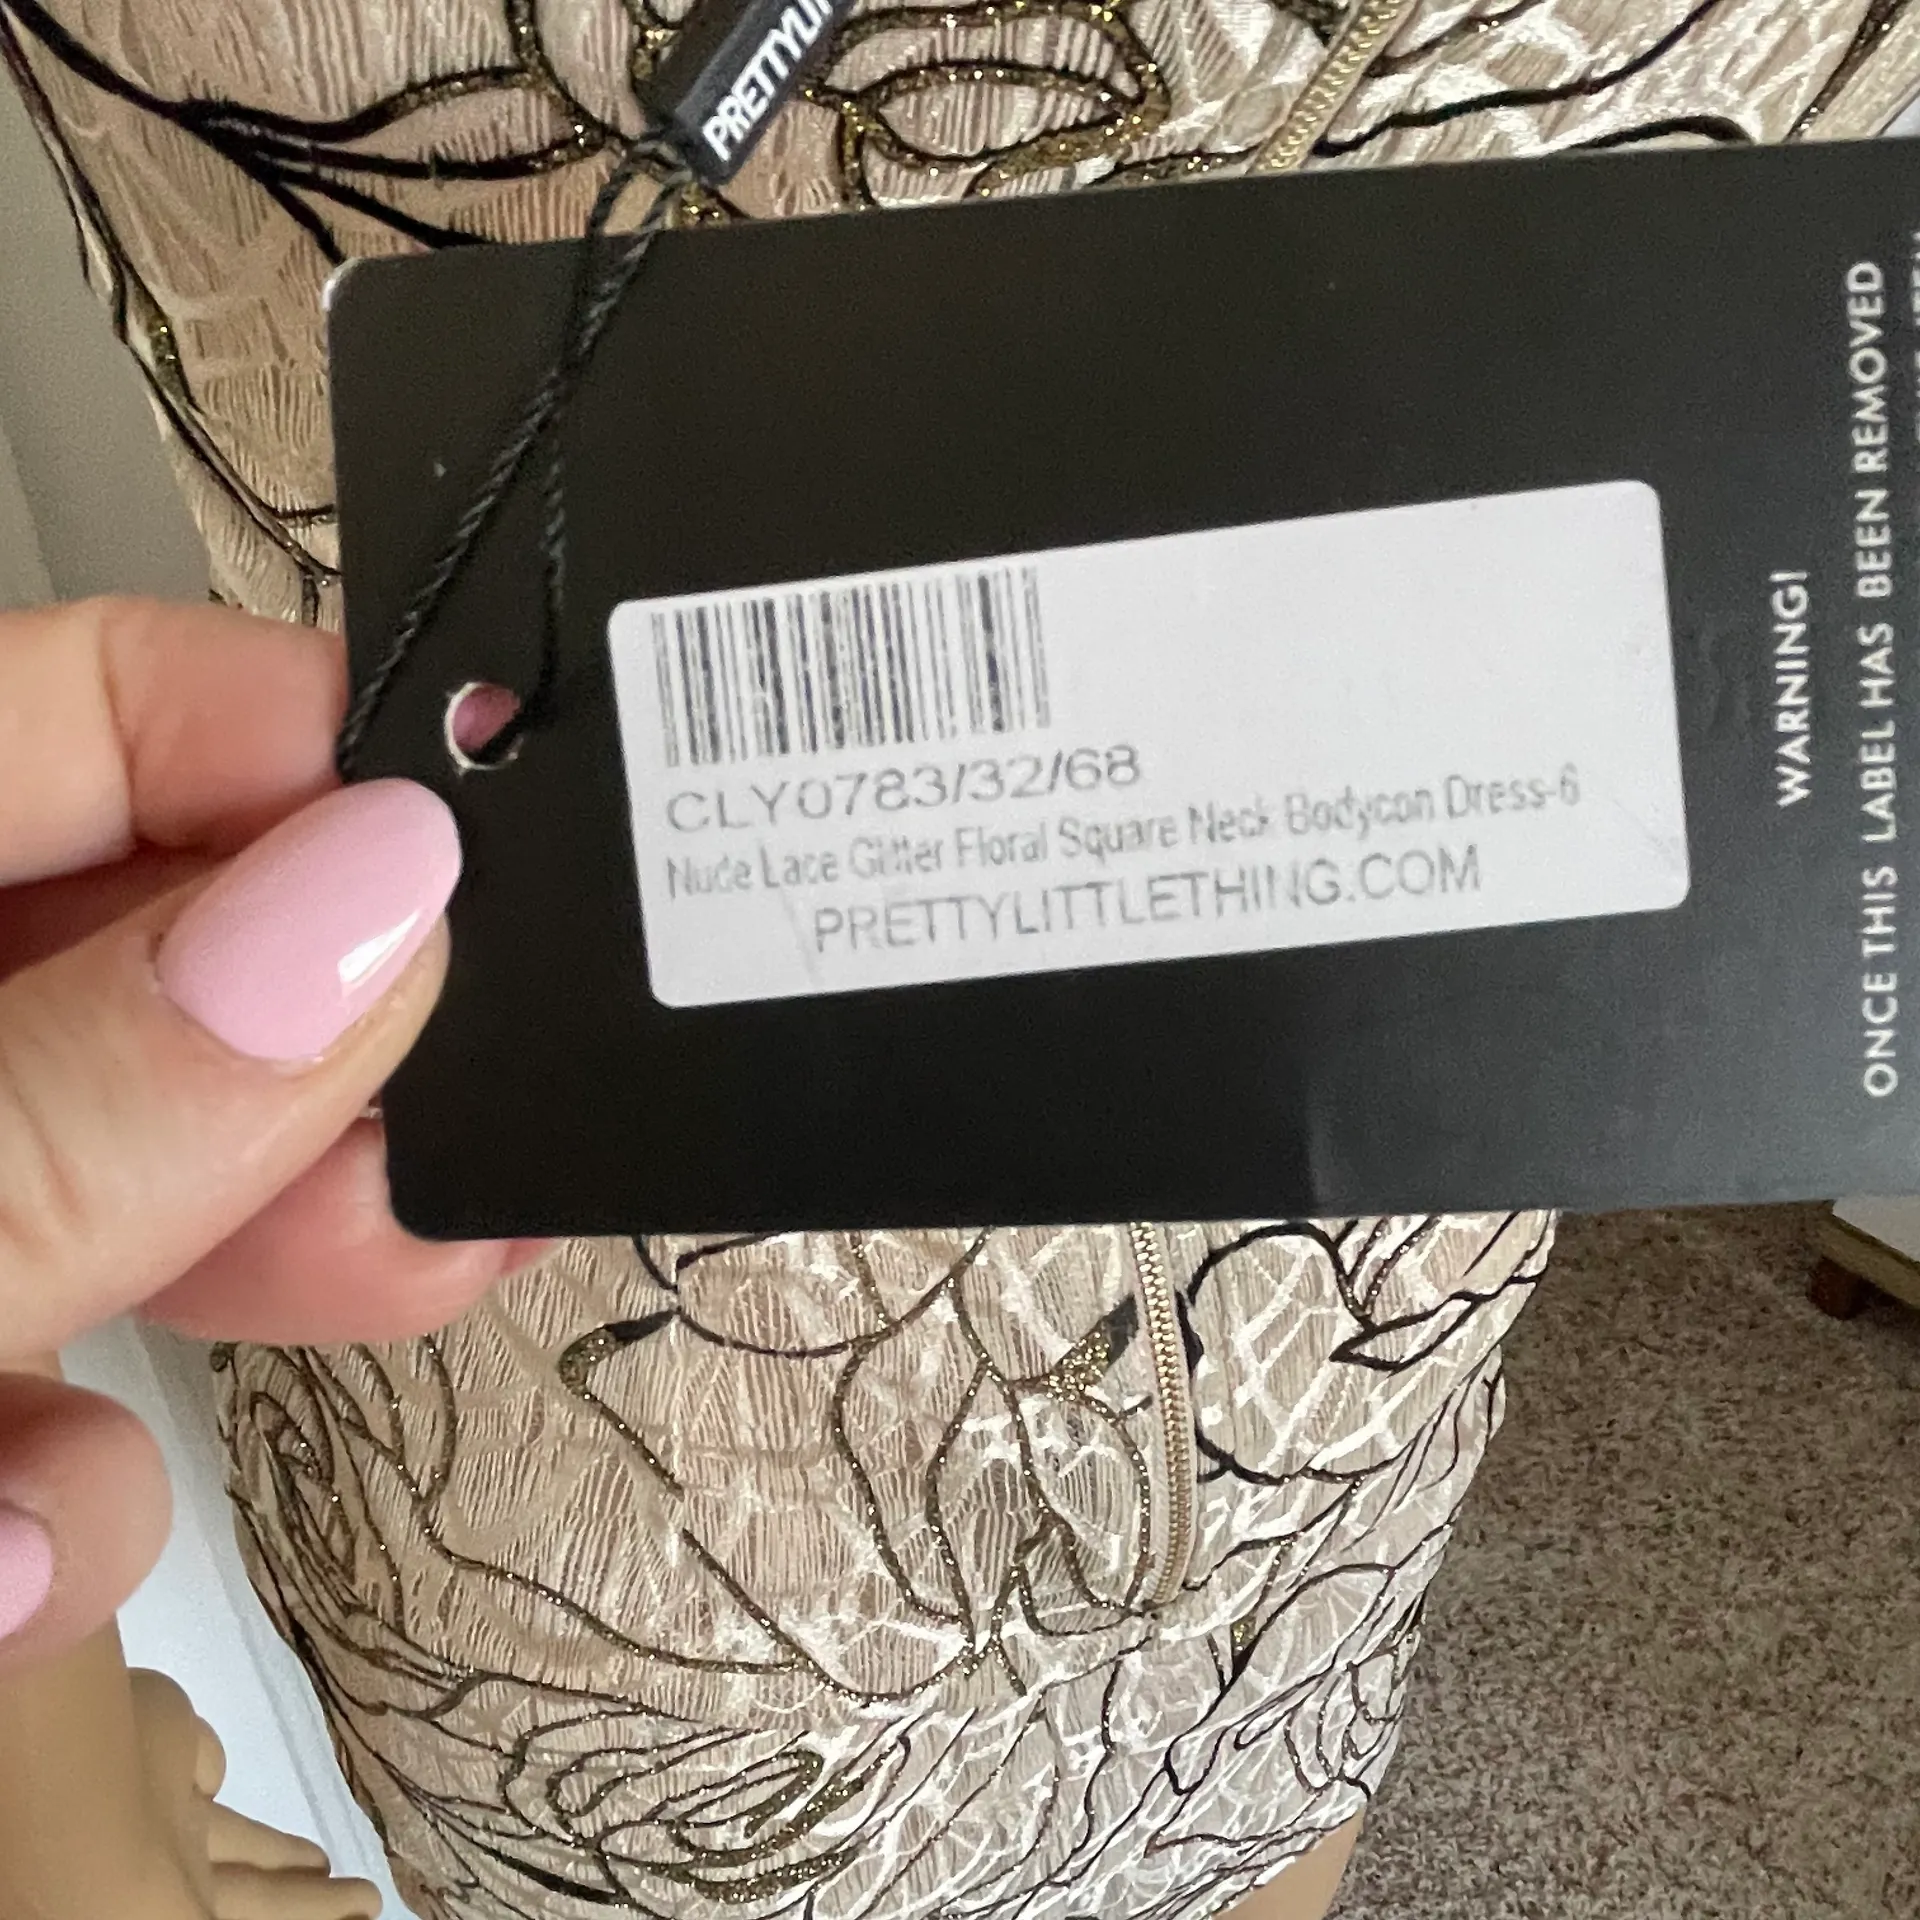 PRETTYLI
CLY0783/32/68
Nude Lace Glitter Floral Square Neck Bodycon Dress-6
PRETTYLITTLETHING.COM
WARNING!
ONCE THIS LABEL HAS BEEN REMOVED